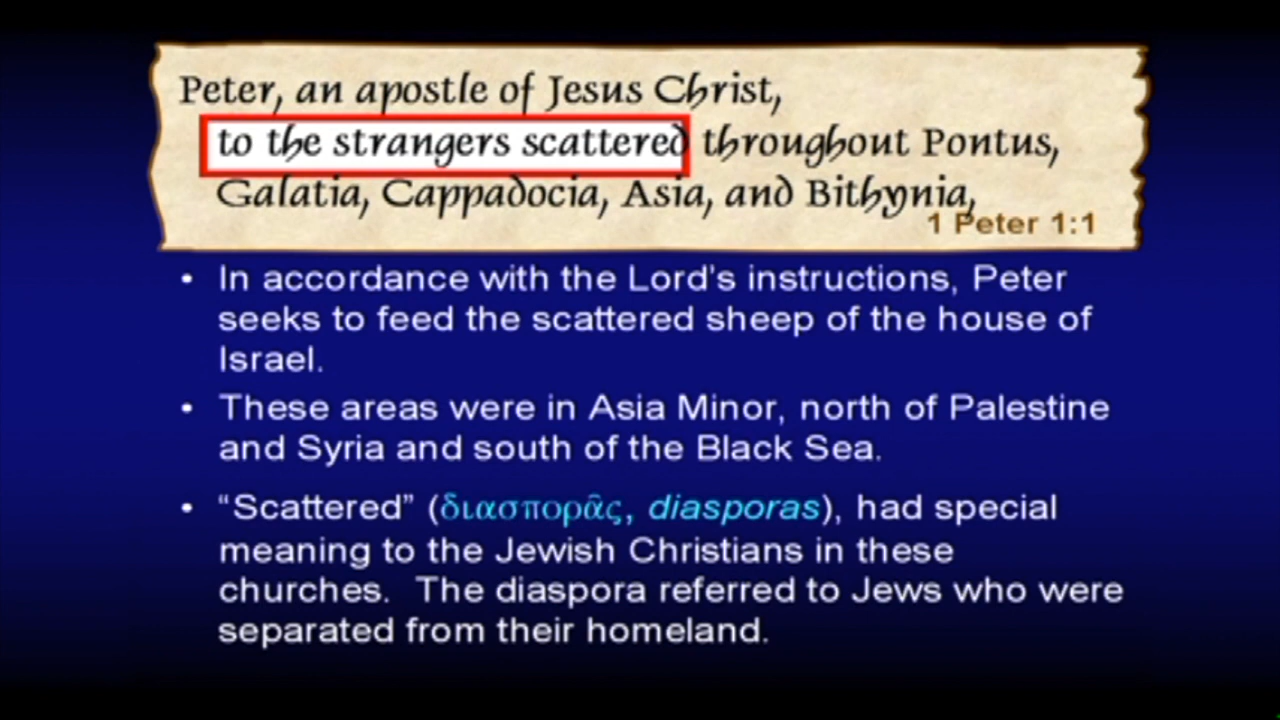 Peter, an apostle of Jesus Christ,
to the strangers scattered throughout Pontus,
Galatia, Cappadocia, Asia, and Bithynia,
1 Peter 1:1
• In accordance with the Lord's instructions, Peter
seeks to feed the scattered sheep of the house of
Israel.
• These areas were in Asia Minor, north of Palestine
and Syria and south of the Black Sea.
• “Scattered” (διασπορᾶς, diasporas), had special
meaning to the Jewish Christians in these
churches.  The diaspora referred to Jews who were
separated from their homeland.